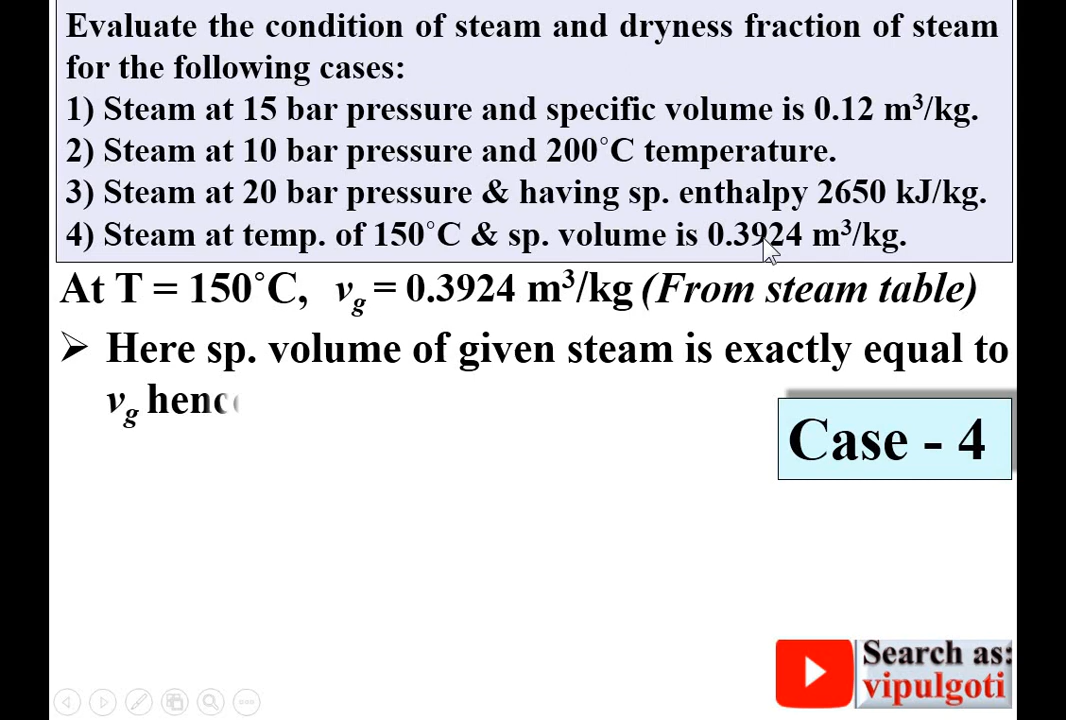 Evaluate the condition of steam and dryness fraction of steam
for the following cases:
1) Steam at 15 bar pressure and specific volume is 0.12 m³/kg.
2) Steam at 10 bar pressure and 200°C temperature.
3) Steam at 20 bar pressure & having sp. enthalpy 2650 kJ/kg.
4) Steam at temp. of 150°C & sp. volume is 0.3924 m³/kg.
At T = 150°C, vg = 0.3924 m³/kg (From steam table)
➢ Here sp. volume of given steam is exactly equal to
vg henc
Case - 4
Search as:
vipulgoti